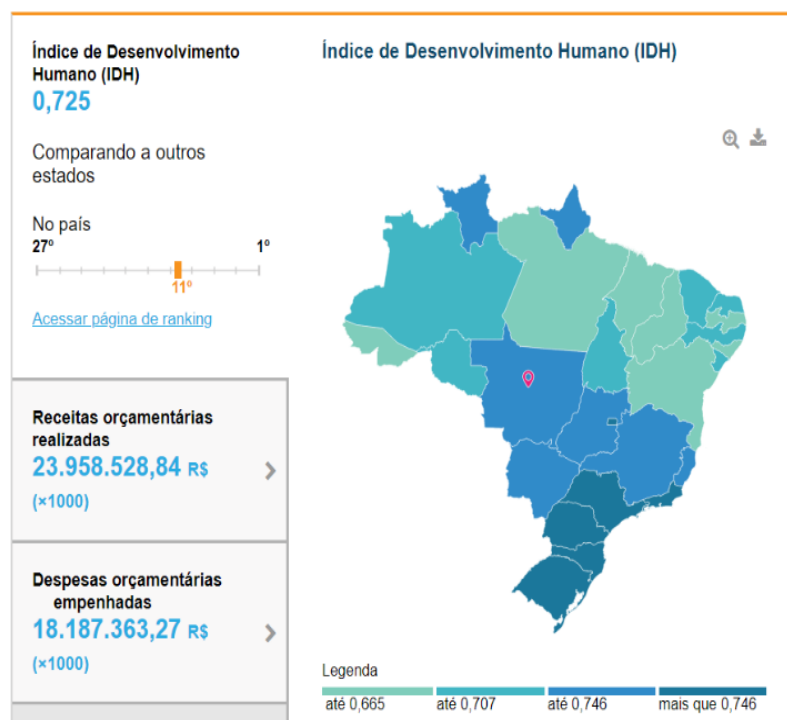 Índice de Desenvolvimento
Humano (IDH)
0,725
Comparando a outros
estados
No país
27º 1º
11º
Acessar página de ranking
Receitas orçamentárias
realizadas
23.958.528,84 R$
(×1000)
Despesas orçamentárias
empenhadas
18.187.363,27 R$
(×1000)
Índice de Desenvolvimento Humano (IDH)
Legenda
até 0,665 até 0,707 até 0,746 mais que 0,746